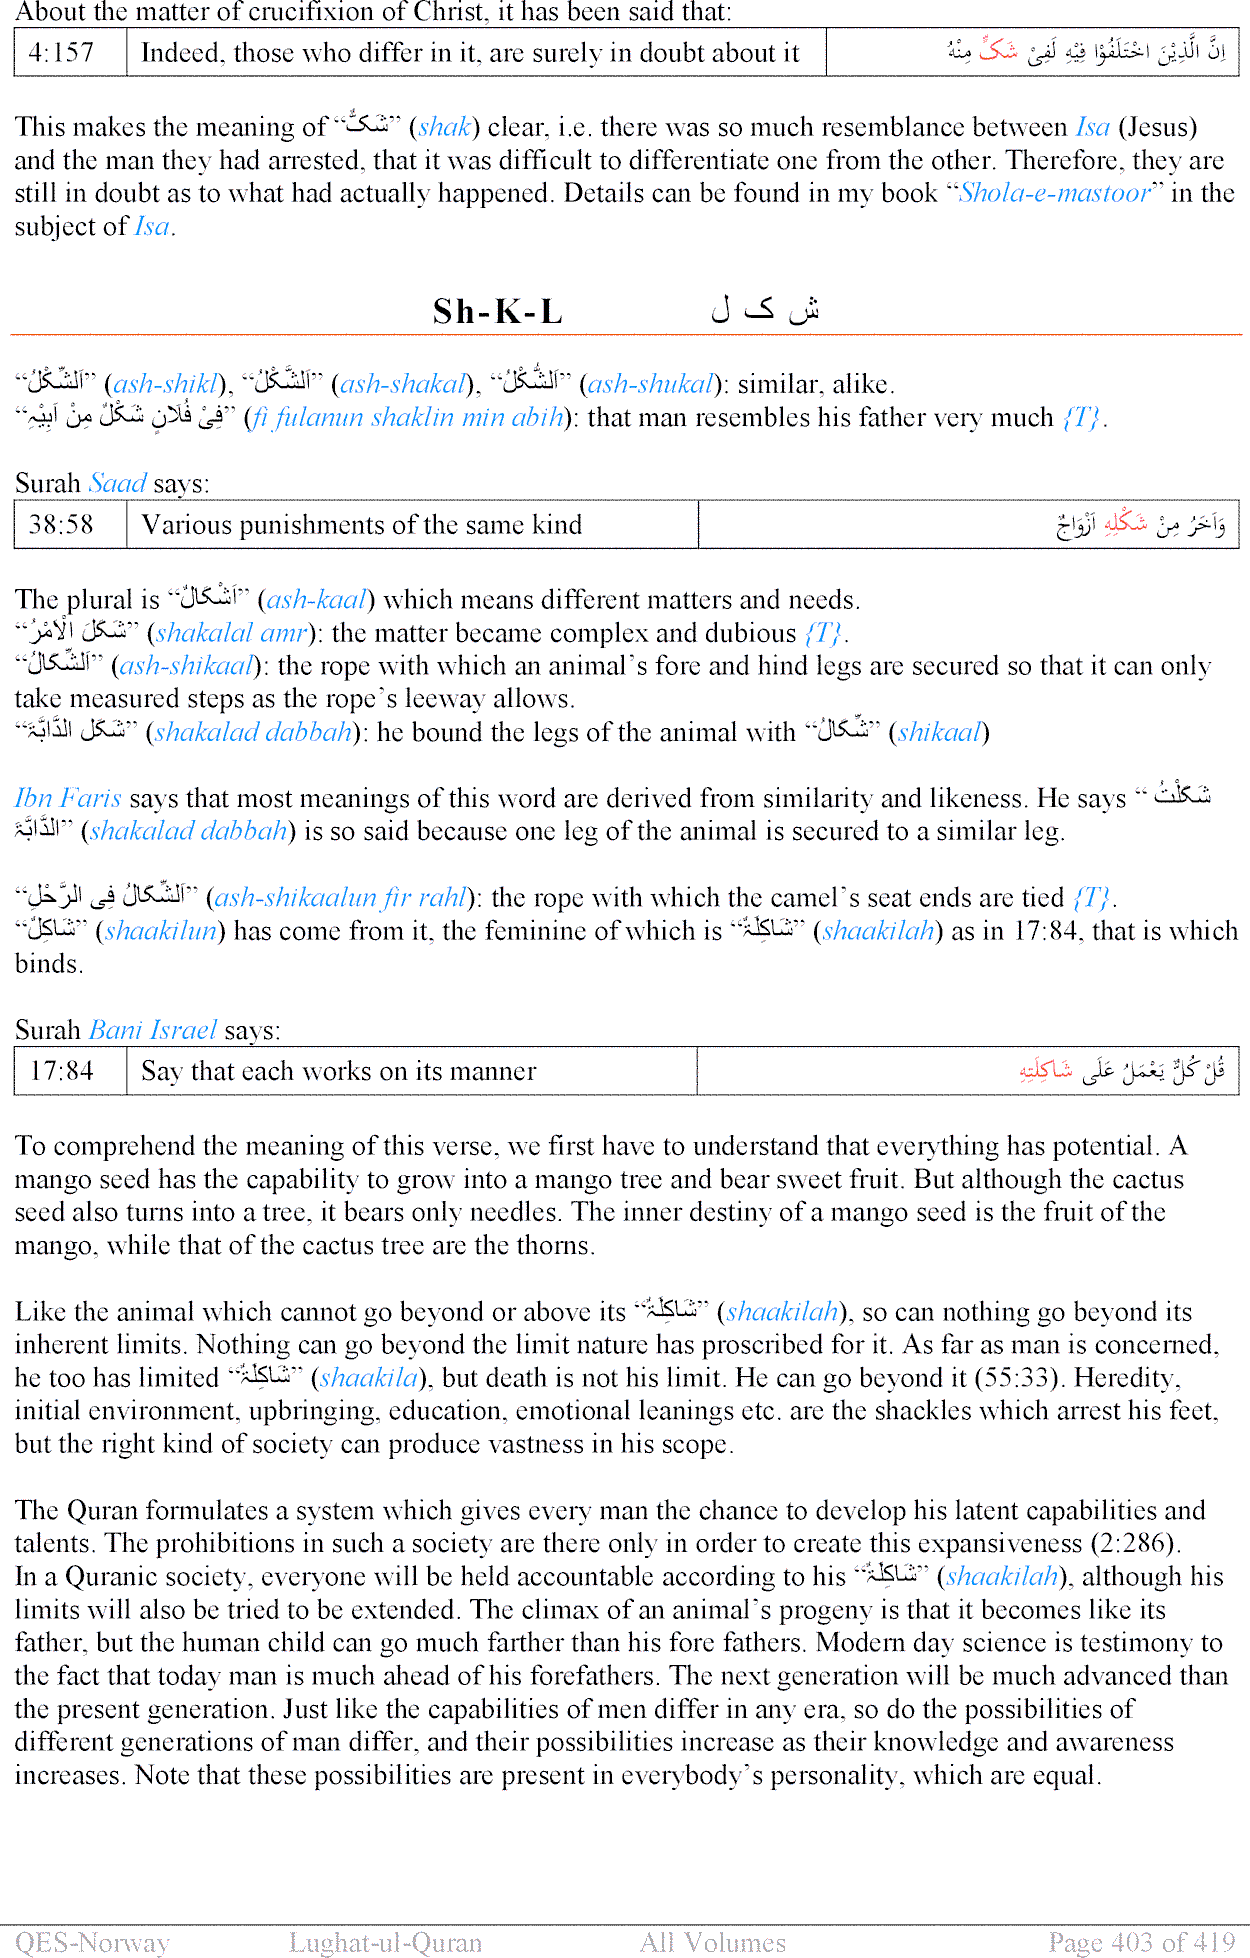 About the matter of crucifixion of Christ, it has been said that:
4:157 Indeed, those who differ in it, are surely in doubt about it اِنَّ الَّذِيْنَ اخْتَلَفُوْا فِيْهِ لَفِىْ شَکٍّ مِنْهُ
This makes the meaning of “شَکٌّ” (shak) clear, i.e. there was so much resemblance between Isa (Jesus)
and the man they had arrested, that it was difficult to differentiate one from the other. Therefore, they are
still in doubt as to what had actually happened. Details can be found in my book “Shola-e-mastoor” in the
subject of Isa.
Sh-K-L ش ک ل
“اَلشِّکْلُ” (ash-shikl), “اَلشَّکْلُ” (ash-shakal), “اَلشُّکْلُ” (ash-shukal): similar, alike.
“فِیْ فُلَانٍ شَکْلٌ مِنْ اَبِیْہِ” (fi fulanun shaklin min abih): that man resembles his father very much {T}.
Surah Saad says:
38:58 Various punishments of the same kind وَاٰخَرُ مِنْ شَکْلِهِ اَزْوَاجٌ
The plural is “اَشْکَالٌ” (ash-kaal) which means different matters and needs.
“شَکَلَ الْاَمْرُ” (shakalal amr): the matter became complex and dubious {T}.
“اَلشِّکَالُ” (ash-shikaal): the rope with which an animal’s fore and hind legs are secured so that it can only
take measured steps as the rope’s leeway allows.
“شَکَل الدَّابَّۃَ” (shakalad dabbah): he bound the legs of the animal with “شِّکَالُ” (shikaal)
Ibn Faris says that most meanings of this word are derived from similarity and likeness. He says “شَکَلْتُ
الدَّابَّۃَ” (shakalad dabbah) is so said because one leg of the animal is secured to a similar leg.
“اَلشِّکَالُ فِی الرَّحْلِ” (ash-shikaalun fir rahl): the rope with which the camel’s seat ends are tied {T}.
“شَاکِلٌ” (shaakilun) has come from it, the feminine of which is “شَاکِلَۃٌ” (shaakilah) as in 17:84, that is which
binds.
Surah Bani Israel says:
17:84 Say that each works on its manner قُلْ کُلٌّ يَعْمَلُ عَلَى شَاکِلَتِهِ
To comprehend the meaning of this verse, we first have to understand that everything has potential. A
mango seed has the capability to grow into a mango tree and bear sweet fruit. But although the cactus
seed also turns into a tree, it bears only needles. The inner destiny of a mango seed is the fruit of the
mango, while that of the cactus tree are the thorns.
Like the animal which cannot go beyond or above its “شَاکِلَۃٌ” (shaakilah), so can nothing go beyond its
inherent limits. Nothing can go beyond the limit nature has proscribed for it. As far as man is concerned,
he too has limited “شَاکِلَۃٌ” (shaakila), but death is not his limit. He can go beyond it (55:33). Heredity,
initial environment, upbringing, education, emotional leanings etc. are the shackles which arrest his feet,
but the right kind of society can produce vastness in his scope.
The Quran formulates a system which gives every man the chance to develop his latent capabilities and
talents. The prohibitions in such a society are there only in order to create this expansiveness (2:286).
In a Quranic society, everyone will be held accountable according to his “شَاکِلَۃٌ” (shaakilah), although his
limits will also be tried to be extended. The climax of an animal’s progeny is that it becomes like its
father, but the human child can go much farther than his fore fathers. Modern day science is testimony to
the fact that today man is much ahead of his forefathers. The next generation will be much advanced than
the present generation. Just like the capabilities of men differ in any era, so do the possibilities of
different generations of man differ, and their possibilities increase as their knowledge and awareness
increases. Note that these possibilities are present in everybody’s personality, which are equal.
QES-Norway Lughat-ul-Quran All Volumes Page 403 of 419